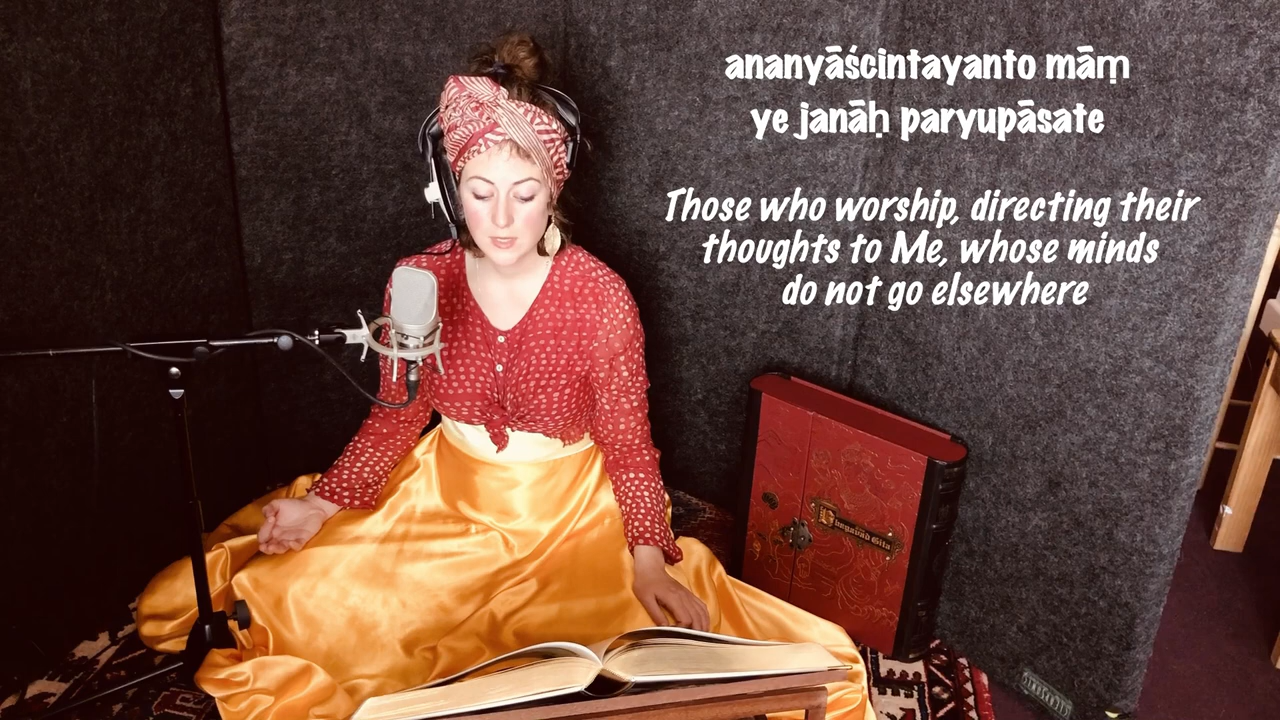 ananyāścintayanto māṃ
ye janāḥ paryupāsate
Those who worship, directing their
thoughts to Me, whose minds
do not go elsewhere
Bhagavad Gita